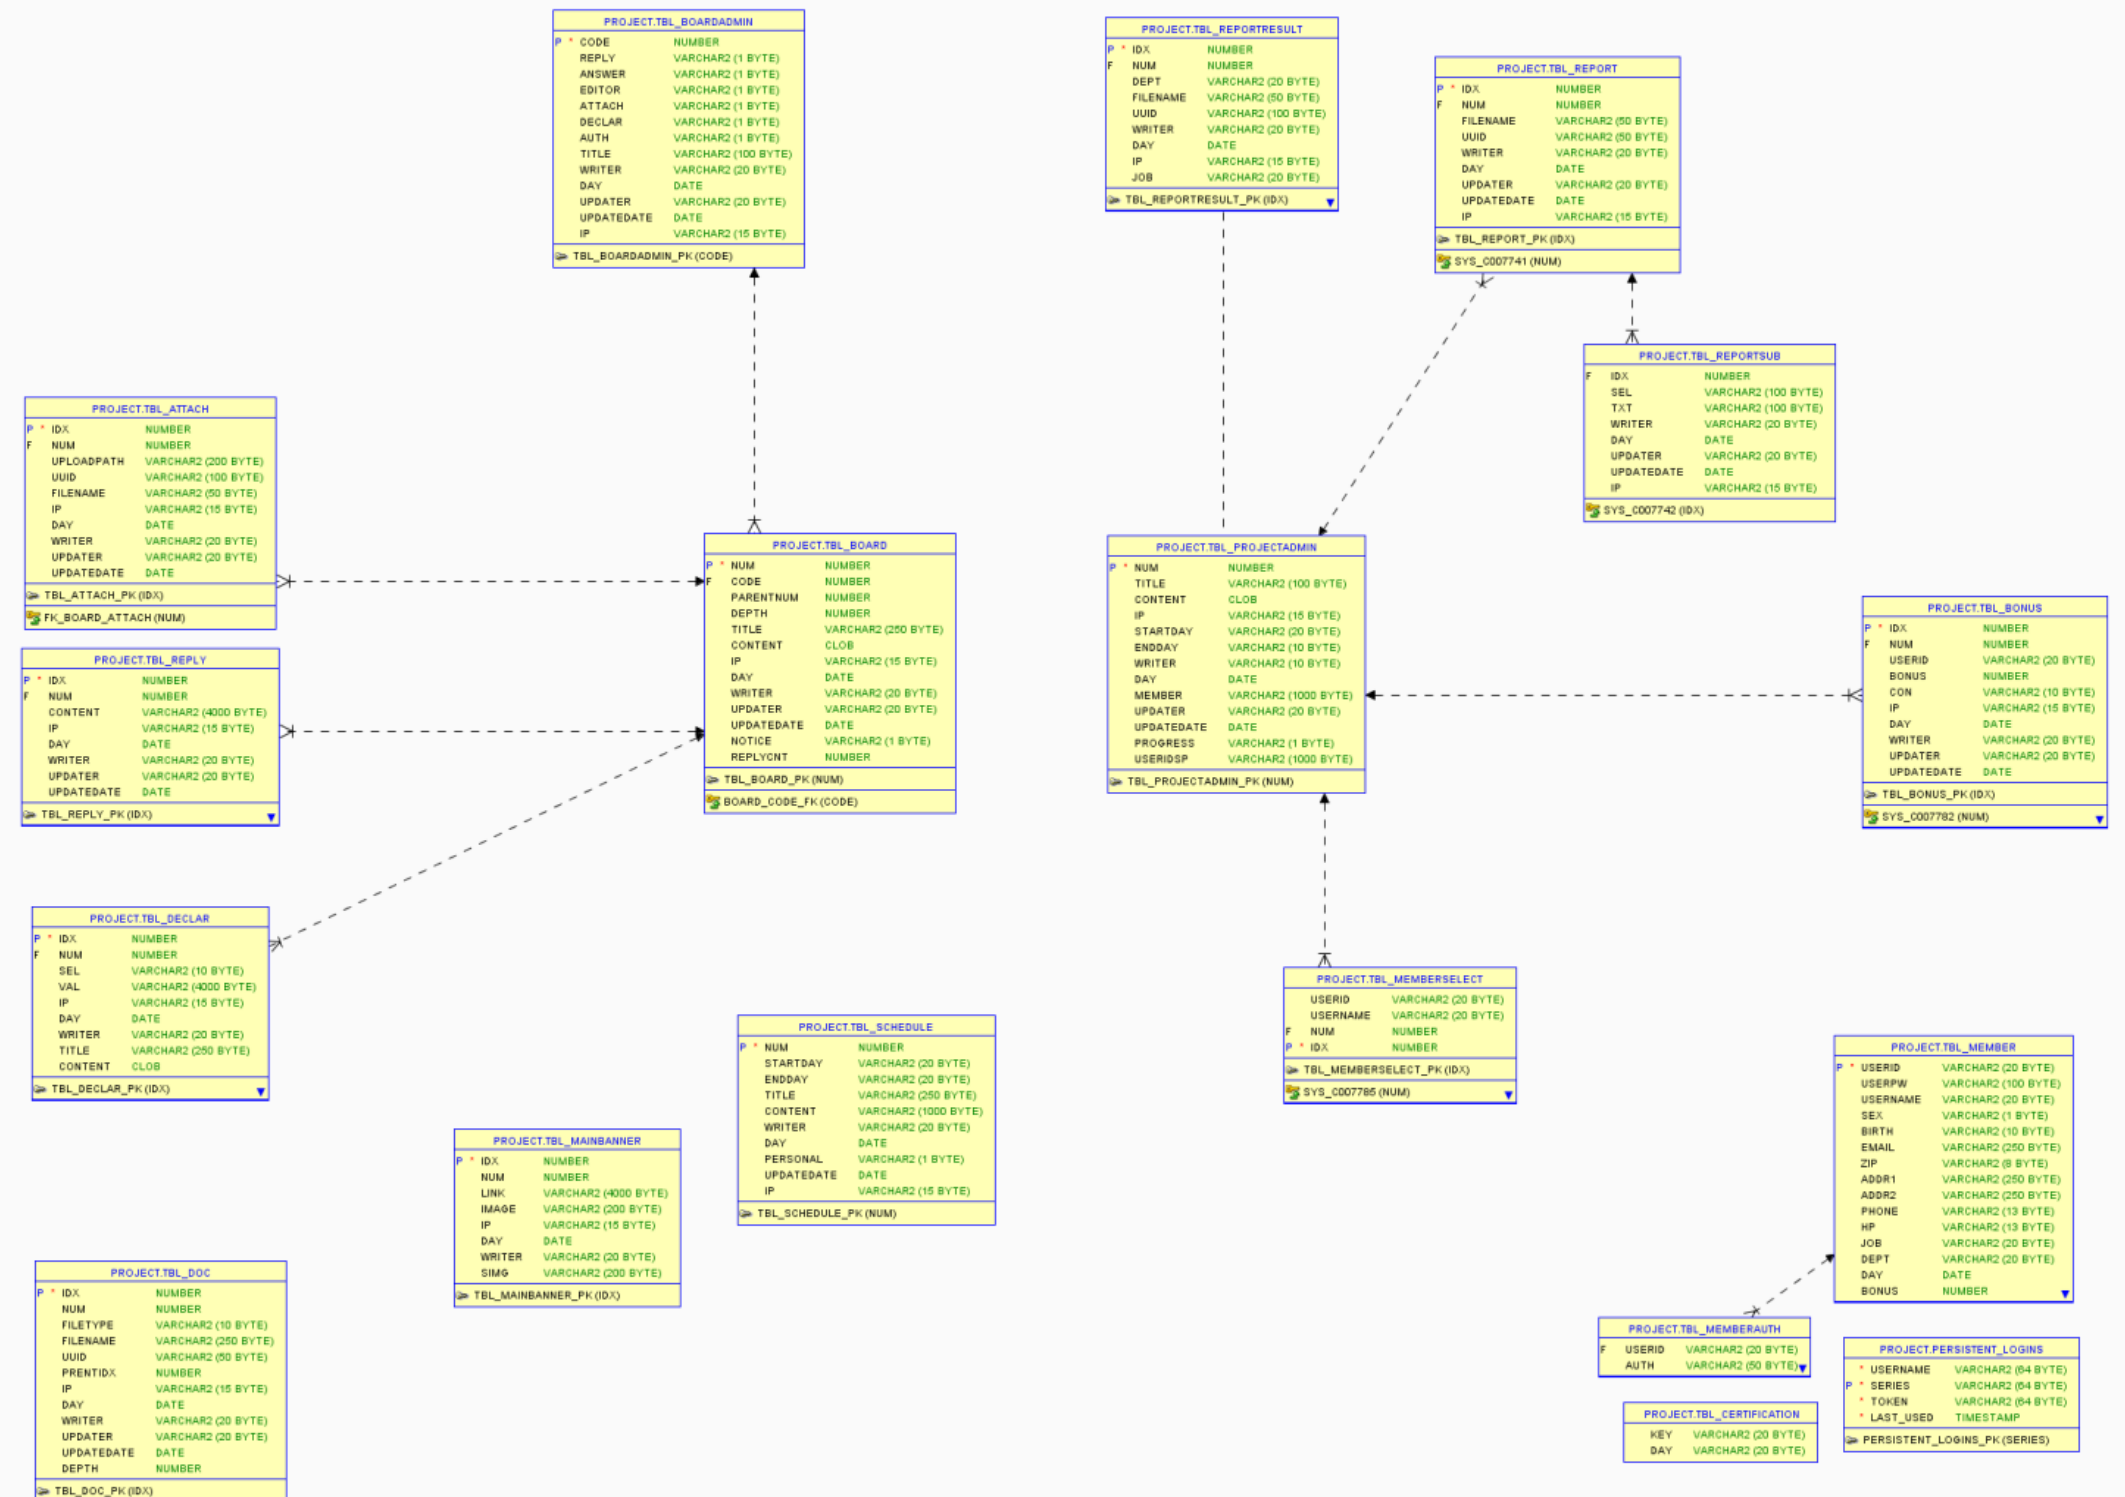 PROJECT.TBL_BOARDADMIN
P * CODE NUMBER
REPLY VARCHAR2 (1 BYTE)
ANSWER VARCHAR2 (1 BYTE)
EDITOR VARCHAR2 (1 BYTE)
ATTACH VARCHAR2 (1 BYTE)
DECLAR VARCHAR2 (1 BYTE)
AUTH VARCHAR2 (1 BYTE)
TITLE VARCHAR2 (100 BYTE)
WRITER VARCHAR2 (20 BYTE)
DAY DATE
UPDATER VARCHAR2 (20 BYTE)
UPDATEDATE DATE
IP VARCHAR2 (15 BYTE)
TBL_BOARDADMIN_PK (CODE)
PROJECT.TBL_REPORTRESULT
P * IDX NUMBER
F NUM NUMBER
DEPT VARCHAR2 (20 BYTE)
FILENAME VARCHAR2 (50 BYTE)
UUID VARCHAR2 (100 BYTE)
WRITER VARCHAR2 (20 BYTE)
DAY DATE
IP VARCHAR2 (15 BYTE)
JOB VARCHAR2 (20 BYTE)
TBL_REPORTRESULT_PK (IDX)
PROJECT.TBL_REPORT
P * IDX NUMBER
F NUM NUMBER
FILENAME VARCHAR2 (50 BYTE)
UUID VARCHAR2 (50 BYTE)
WRITER VARCHAR2 (20 BYTE)
DAY DATE
UPDATER VARCHAR2 (20 BYTE)
UPDATEDATE DATE
IP VARCHAR2 (15 BYTE)
TBL_REPORT_PK (IDX)
SYS_C007741 (NUM)
PROJECT.TBL_REPORTSUB
F IDX NUMBER
SEL VARCHAR2 (100 BYTE)
TXT VARCHAR2 (100 BYTE)
WRITER VARCHAR2 (20 BYTE)
DAY DATE
UPDATER VARCHAR2 (20 BYTE)
UPDATEDATE DATE
IP VARCHAR2 (15 BYTE)
SYS_C007742 (IDX)
PROJECT.TBL_ATTACH
P * IDX NUMBER
F NUM NUMBER
UPLOADPATH VARCHAR2 (200 BYTE)
UUID VARCHAR2 (100 BYTE)
FILENAME VARCHAR2 (50 BYTE)
IP VARCHAR2 (15 BYTE)
DAY DATE
WRITER VARCHAR2 (20 BYTE)
UPDATER VARCHAR2 (20 BYTE)
UPDATEDATE DATE
TBL_ATTACH_PK (IDX)
FK_BOARD_ATTACH (NUM)
PROJECT.TBL_BOARD
P * NUM NUMBER
F CODE NUMBER
PARENTNUM NUMBER
DEPTH NUMBER
TITLE VARCHAR2 (250 BYTE)
CONTENT CLOB
IP VARCHAR2 (15 BYTE)
DAY DATE
WRITER VARCHAR2 (20 BYTE)
UPDATER VARCHAR2 (20 BYTE)
UPDATEDATE DATE
NOTICE VARCHAR2 (1 BYTE)
REPLYCNT NUMBER
TBL_BOARD_PK (NUM)
BOARD_CODE_FK (CODE)
PROJECT.TBL_PROJECTADMIN
P * NUM NUMBER
TITLE VARCHAR2 (100 BYTE)
CONTENT CLOB
IP VARCHAR2 (15 BYTE)
STARTDAY VARCHAR2 (20 BYTE)
ENDDAY VARCHAR2 (10 BYTE)
WRITER VARCHAR2 (10 BYTE)
DAY DATE
MEMBER VARCHAR2 (1000 BYTE)
UPDATER VARCHAR2 (20 BYTE)
UPDATEDATE DATE
PROGRESS VARCHAR2 (1 BYTE)
USERIDSP VARCHAR2 (1000 BYTE)
TBL_PROJECTADMIN_PK (NUM)
PROJECT.TBL_BONUS
P * IDX NUMBER
F NUM NUMBER
USERID VARCHAR2 (20 BYTE)
BONUS NUMBER
CON VARCHAR2 (10 BYTE)
IP VARCHAR2 (15 BYTE)
DAY DATE
WRITER VARCHAR2 (20 BYTE)
UPDATER VARCHAR2 (20 BYTE)
UPDATEDATE DATE
TBL_BONUS_PK (IDX)
SYS_C007782 (NUM)
PROJECT.TBL_REPLY
P * IDX NUMBER
F NUM NUMBER
CONTENT VARCHAR2 (4000 BYTE)
IP VARCHAR2 (15 BYTE)
DAY DATE
WRITER VARCHAR2 (20 BYTE)
UPDATER VARCHAR2 (20 BYTE)
UPDATEDATE DATE
TBL_REPLY_PK (IDX)
PROJECT.TBL_DECLAR
P * IDX NUMBER
F NUM NUMBER
SEL VARCHAR2 (10 BYTE)
VAL VARCHAR2 (4000 BYTE)
IP VARCHAR2 (15 BYTE)
DAY DATE
WRITER VARCHAR2 (20 BYTE)
TITLE VARCHAR2 (250 BYTE)
CONTENT CLOB
TBL_DECLAR_PK (IDX)
PROJECT.TBL_MEMBERSELECT
USERID VARCHAR2 (20 BYTE)
USERNAME VARCHAR2 (20 BYTE)
F NUM NUMBER
P * IDX NUMBER
TBL_MEMBERSELECT_PK (IDX)
SYS_C007785 (NUM)
PROJECT.TBL_SCHEDULE
P * NUM NUMBER
STARTDAY VARCHAR2 (20 BYTE)
ENDDAY VARCHAR2 (20 BYTE)
TITLE VARCHAR2 (250 BYTE)
CONTENT VARCHAR2 (1000 BYTE)
WRITER VARCHAR2 (20 BYTE)
DAY DATE
PERSONAL VARCHAR2 (1 BYTE)
UPDATEDATE DATE
IP VARCHAR2 (15 BYTE)
TBL_SCHEDULE_PK (NUM)
PROJECT.TBL_MEMBER
P * USERID VARCHAR2 (20 BYTE)
USERPW VARCHAR2 (100 BYTE)
USERNAME VARCHAR2 (20 BYTE)
SEX VARCHAR2 (1 BYTE)
BIRTH VARCHAR2 (10 BYTE)
EMAIL VARCHAR2 (250 BYTE)
ZIP VARCHAR2 (8 BYTE)
ADDR1 VARCHAR2 (250 BYTE)
ADDR2 VARCHAR2 (250 BYTE)
PHONE VARCHAR2 (13 BYTE)
HP VARCHAR2 (13 BYTE)
JOB VARCHAR2 (20 BYTE)
DEPT VARCHAR2 (20 BYTE)
DAY DATE
BONUS NUMBER
PROJECT.TBL_MAINBANNER
P * IDX NUMBER
NUM NUMBER
LINK VARCHAR2 (4000 BYTE)
IMAGE VARCHAR2 (200 BYTE)
IP VARCHAR2 (15 BYTE)
DAY DATE
WRITER VARCHAR2 (20 BYTE)
SIMG VARCHAR2 (200 BYTE)
TBL_MAINBANNER_PK (IDX)
PROJECT.TBL_DOC
P * IDX NUMBER
NUM NUMBER
FILETYPE VARCHAR2 (10 BYTE)
FILENAME VARCHAR2 (250 BYTE)
UUID VARCHAR2 (50 BYTE)
PRENTIDX NUMBER
IP VARCHAR2 (15 BYTE)
DAY DATE
WRITER VARCHAR2 (20 BYTE)
UPDATER VARCHAR2 (20 BYTE)
UPDATEDATE DATE
DEPTH NUMBER
TBL_DOC_PK (IDX)
PROJECT.TBL_MEMBERAUTH
F USERID VARCHAR2 (20 BYTE)
AUTH VARCHAR2 (50 BYTE)
PROJECT.PERSISTENT_LOGINS
* USERNAME VARCHAR2 (64 BYTE)
P * SERIES VARCHAR2 (64 BYTE)
* TOKEN VARCHAR2 (64 BYTE)
* LAST_USED TIMESTAMP
PERSISTENT_LOGINS_PK (SERIES)
PROJECT.TBL_CERTIFICATION
KEY VARCHAR2 (20 BYTE)
DAY VARCHAR2 (20 BYTE)